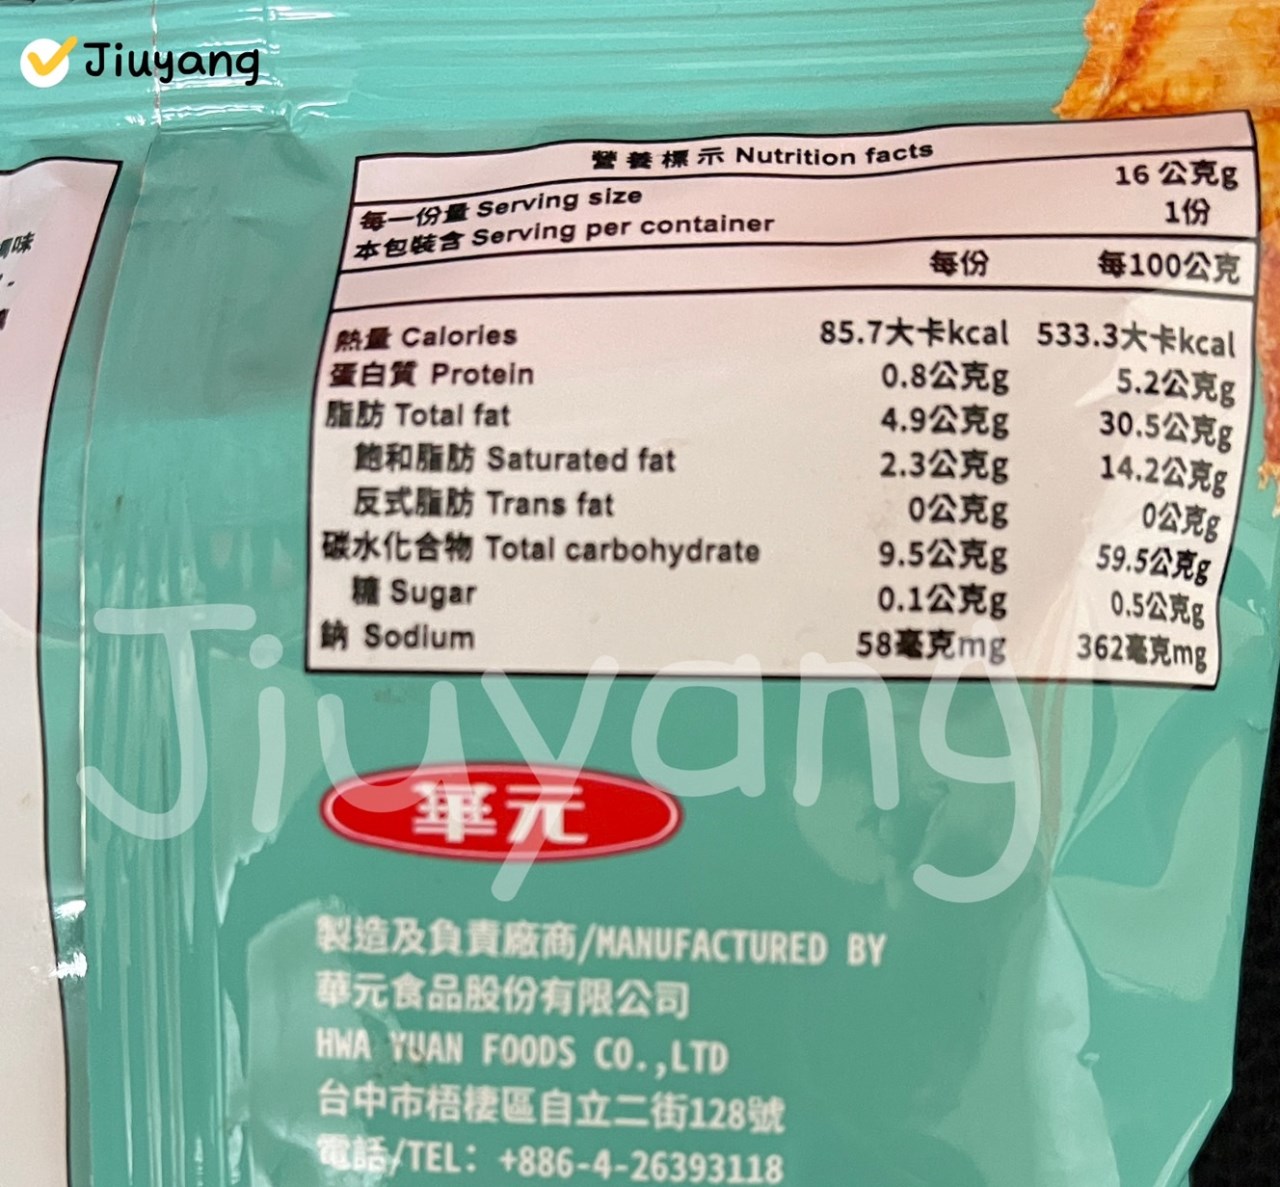 Jiuyang
營養標示 Nutrition facts
每一份量 Serving size 16 公克g
本包裝含 Serving per container 1份
每份 每100公克
熱量 Calories 85.7大卡kcal 533.3大卡kcal
蛋白質 Protein 0.8公克g 5.2公克g
脂肪 Total fat 4.9公克g 30.5公克g
飽和脂肪 Saturated fat 2.3公克g 14.2公克g
反式脂肪 Trans fat 0公克g 0公克g
碳水化合物 Total carbohydrate 9.5公克g 59.5公克g
糖 Sugar 0.1公克g 0.5公克g
鈉 Sodium 58毫克mg 362毫克mg
Jiuyang
華元
製造及負責廠商/MANUFACTURED BY
華元食品股份有限公司
HWA YUAN FOODS CO.,LTD
台中市梧棲區自立二街128號
電話/TEL: +886-4-26393118